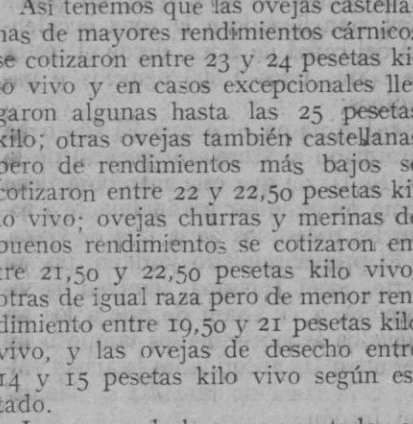 Así tenemos que las ovejas castella-
nas de mayores rendimientos cárnicos
se cotizaron entre 23 y 24 pesetas ki-
lo vivo y en casos excepcionales lle-
garon algunas hasta las 25 pesetas
kilo; otras ovejas también castellanas
pero de rendimientos más bajos se
cotizaron entre 22 y 22,50 pesetas ki-
lo vivo; ovejas churras y merinas de
buenos rendimientos se cotizaron en-
tre 21,50 y 22,50 pesetas kilo vivo,
otras de igual raza pero de menor ren-
dimiento entre 19,50 y 21 pesetas kilo
vivo, y las ovejas de desecho entre
14 y 15 pesetas kilo vivo según es-
tado.